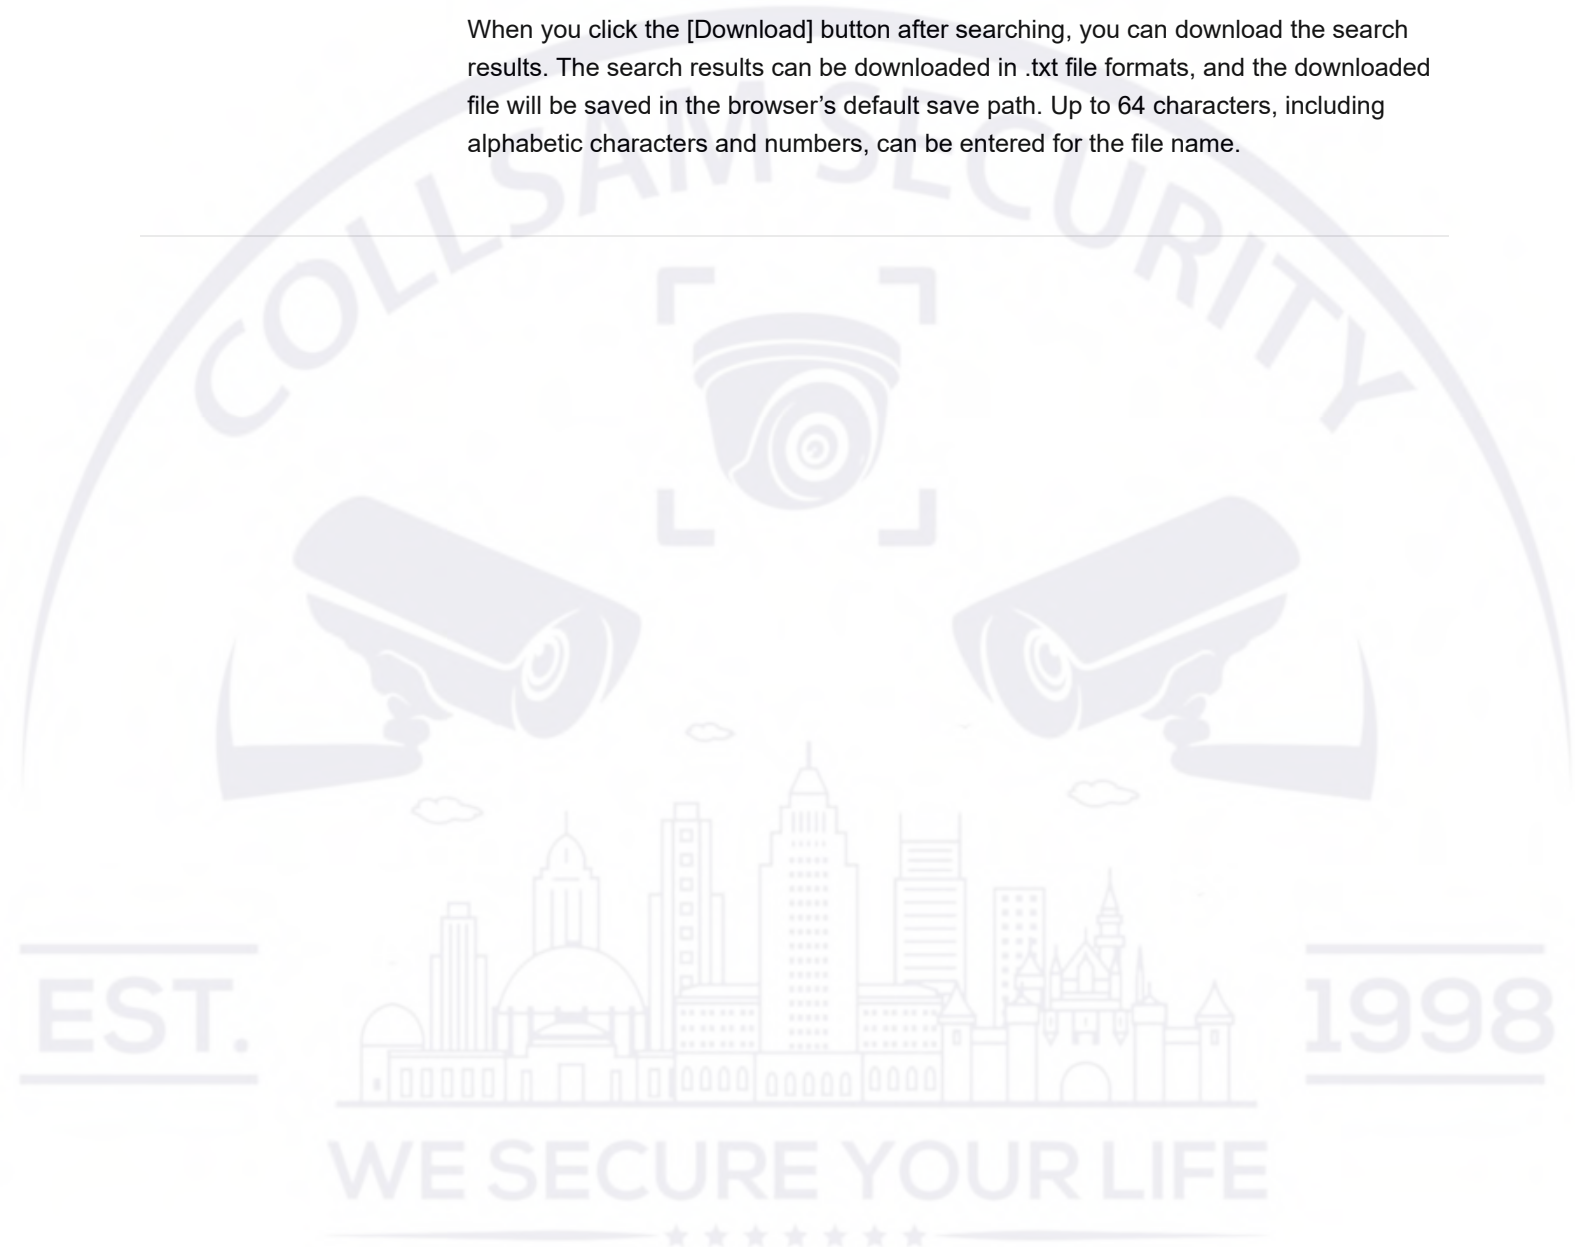 When you click the [Download] button after searching, you can download the search
results. The search results can be downloaded in .txt file formats, and the downloaded
file will be saved in the browser’s default save path. Up to 64 characters, including
alphabetic characters and numbers, can be entered for the file name.
COLLSAM SECURITY
EST.
1998
WE SECURE YOUR LIFE